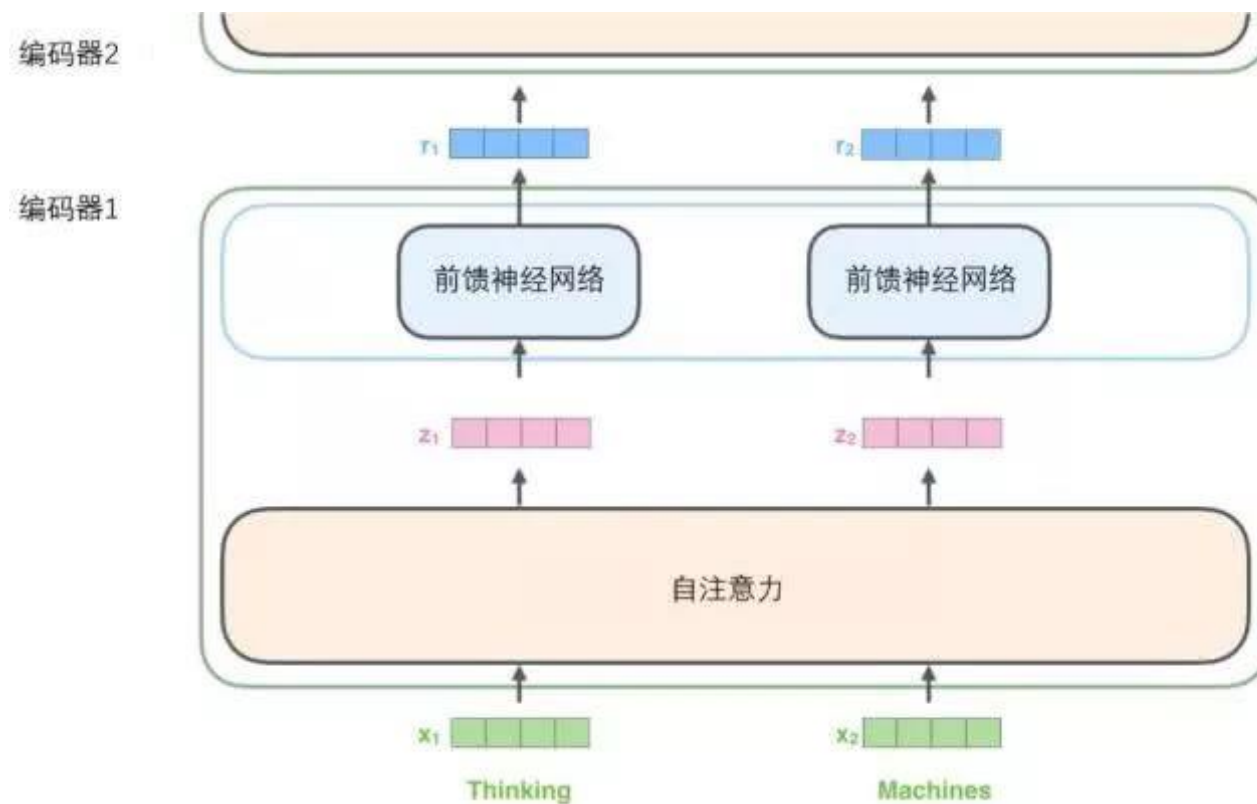 编码器2
r₁ r₂
编码器1
前馈神经网络 前馈神经网络
z₁ z₂
自注意力
x₁ x₂
Thinking Machines